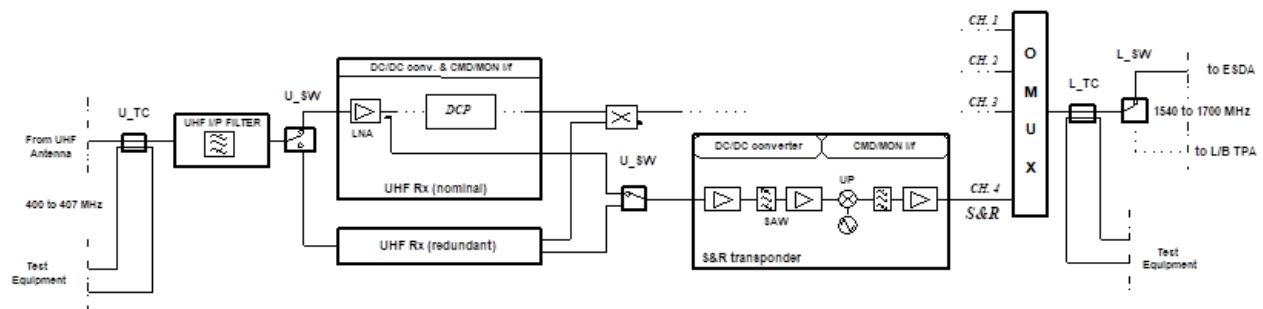 From UHF
Antenna
400 to 407 MHz
Test
Equipment
U_TC
UHF I/P FILTER
U_SW
DC/DC conv. & CMD/MON I/f
LNA
DCP
UHF Rx (nominal)
UHF Rx (redundant)
U_SW
DC/DC converter
CMD/MON I/f
SAW
UP
S&R transponder
CH. 1
CH. 2
CH. 3
CH. 4
S&R
O
M
U
X
L_TC
L_SW
to ESDA
1540 to 1700 MHz
to L/B TPA
Test
Equipment